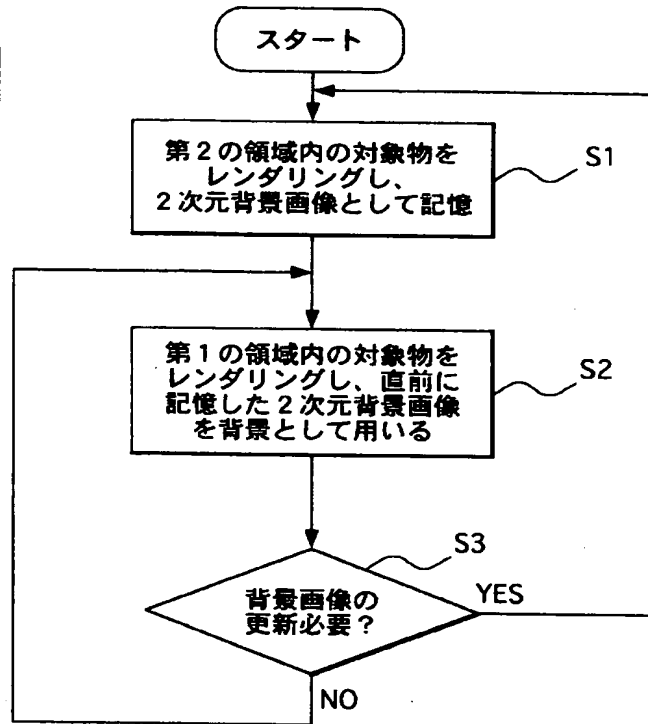 スタート
第2の領域内の対象物を
レンダリングし、
2次元背景画像として記憶
S1
第1の領域内の対象物を
レンダリングし、直前に
記憶した2次元背景画像
を背景として用いる
S2
S3
背景画像の
更新必要?
YES
NO